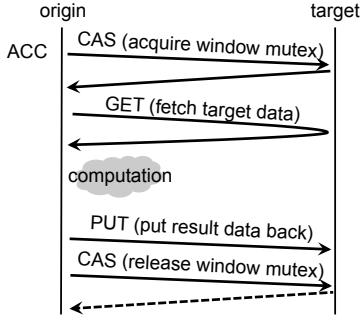 origin
target
ACC
CAS (acquire window mutex)
GET (fetch target data)
computation
PUT (put result data back)
CAS (release window mutex)